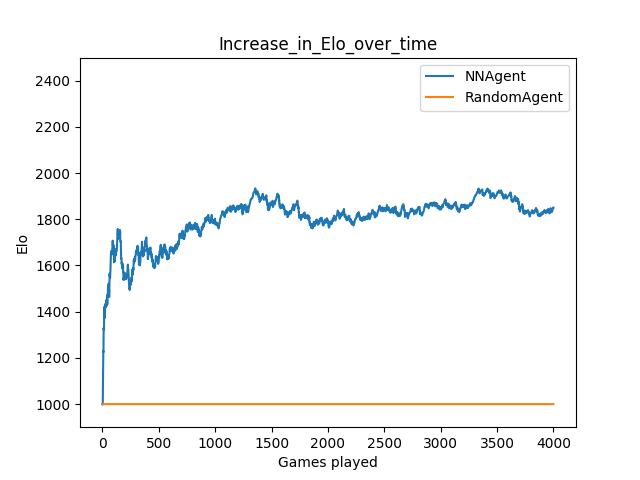 Increase_in_Elo_over_time
NNAgent
RandomAgent
2400
2200
2000
1800
1600
1400
1200
1000
Elo
0 500 1000 1500 2000 2500 3000 3500 4000
Games played